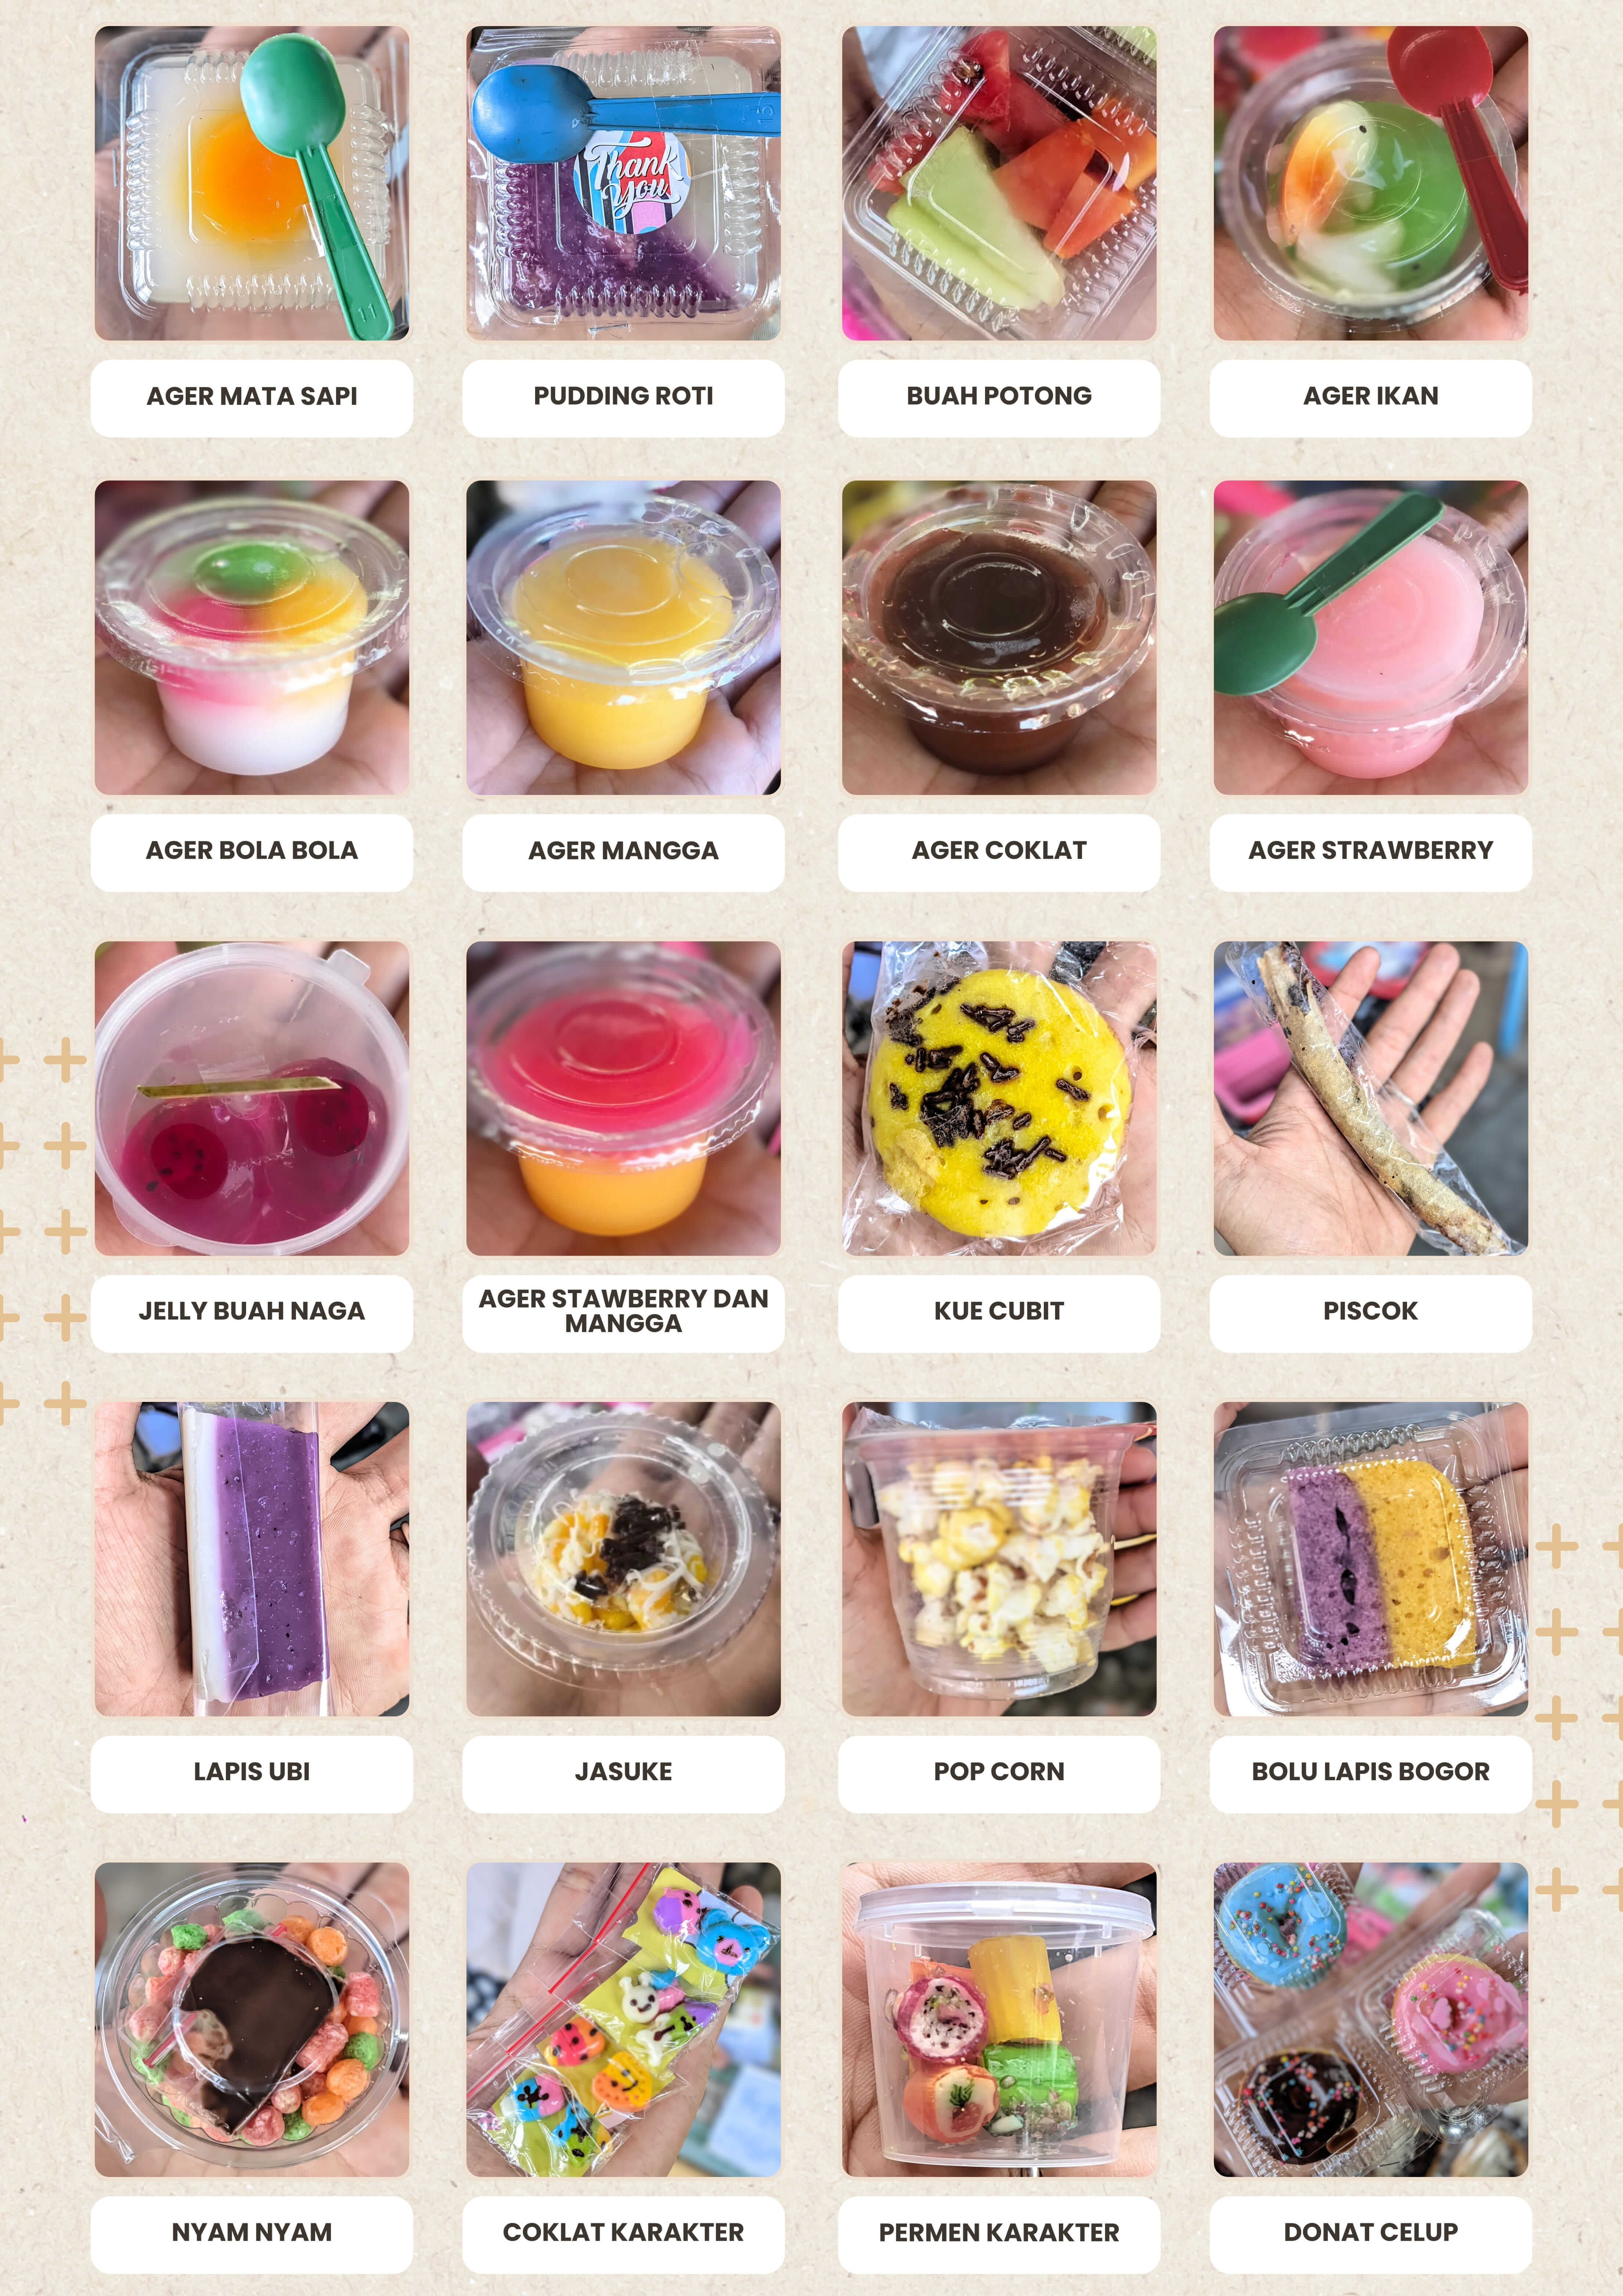 Thank
You
AGER MATA SAPI
PUDDING ROTI
BUAH POTONG
AGER IKAN
AGER BOLA BOLA
AGER MANGGA
AGER COKLAT
AGER STRAWBERRY
JELLY BUAH NAGA
AGER STAWBERRY DAN
MANGGA
KUE CUBIT
PISCOK
LAPIS UBI
JASUKE
POP CORN
BOLU LAPIS BOGOR
NYAM NYAM
COKLAT KARAKTER
PERMEN KARAKTER
DONAT CELUP